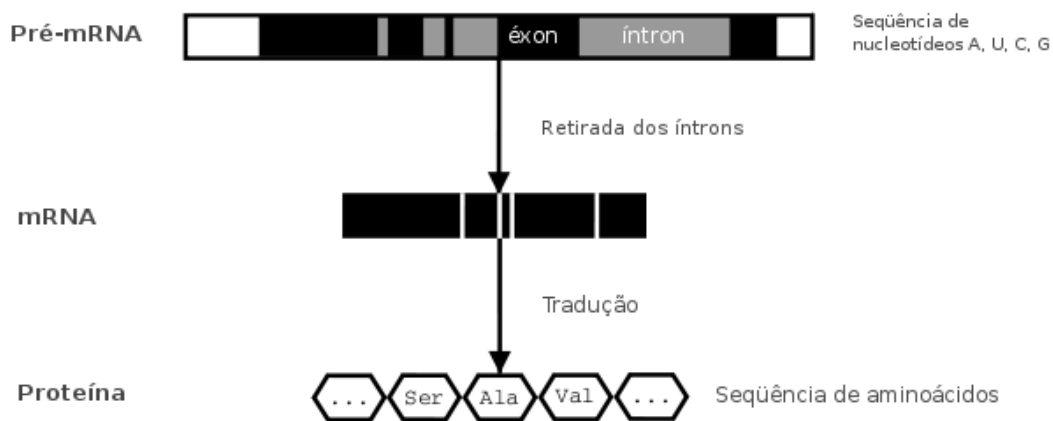 Pré-mRNA
éxon
íntron
Seqüência de
nucleotídeos A, U, C, G
Retirada dos íntrons
mRNA
Tradução
Proteína
...
Ser
Ala
Val
...
Seqüência de aminoácidos